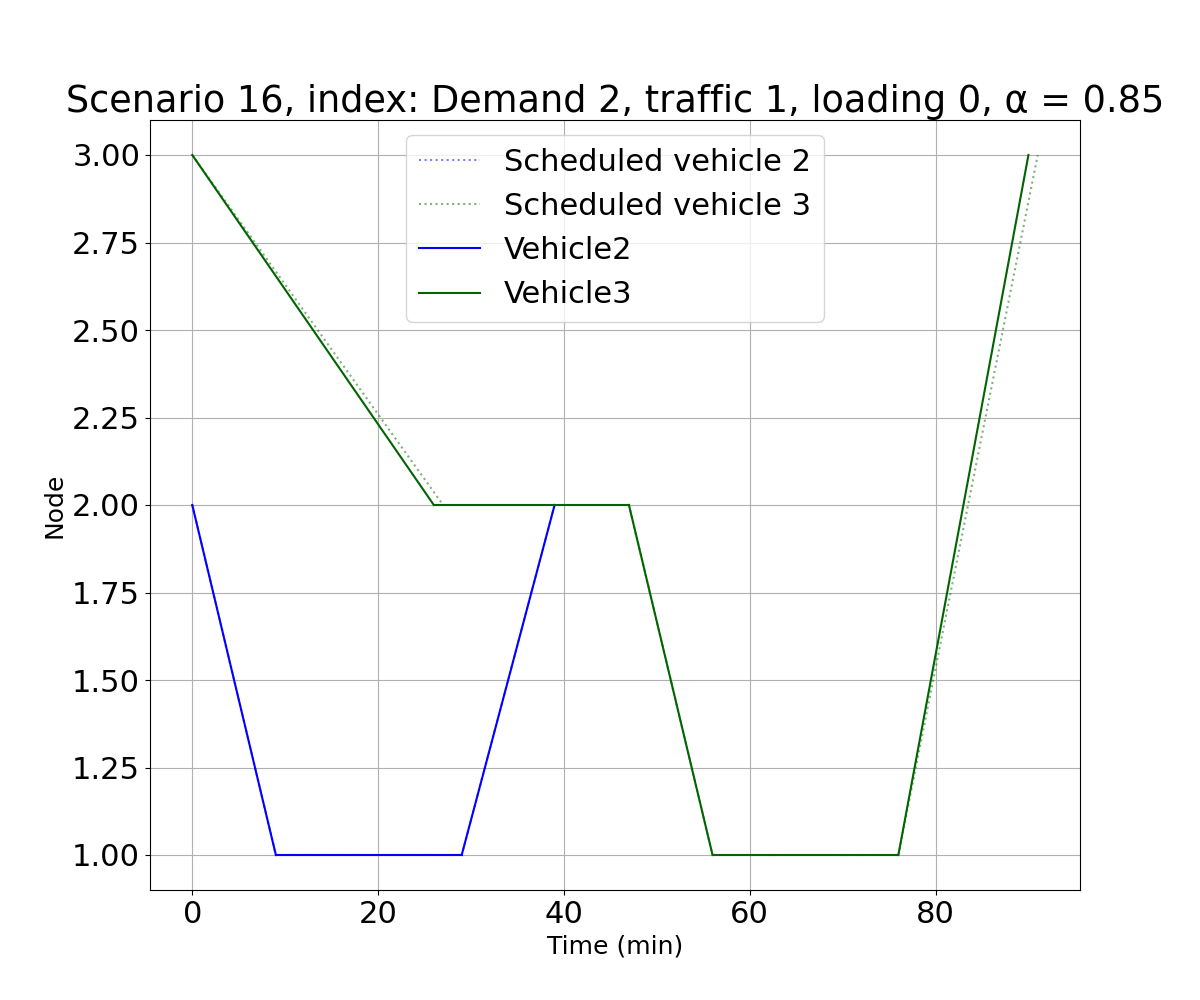 Scenario 16, index: Demand 2, traffic 1, loading 0, α = 0.85
3.00
2.75
2.50
2.25
2.00
1.75
1.50
1.25
1.00
Node
Scheduled vehicle 2
Scheduled vehicle 3
Vehicle2
Vehicle3
0 20 40 60 80
Time (min)